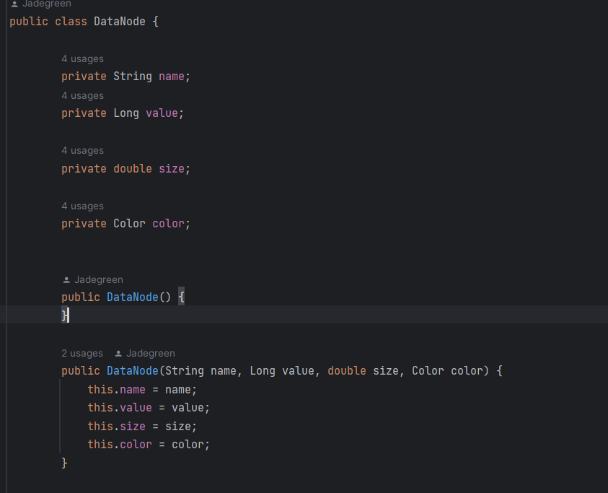 Jadegreen
public class DataNode {
4 usages
private String name;
4 usages
private Long value;
4 usages
private double size;
4 usages
private Color color;
Jadegreen
public DataNode() {
}
2 usages Jadegreen
public DataNode(String name, Long value, double size, Color color) {
this.name = name;
this.value = value;
this.size = size;
this.color = color;
}